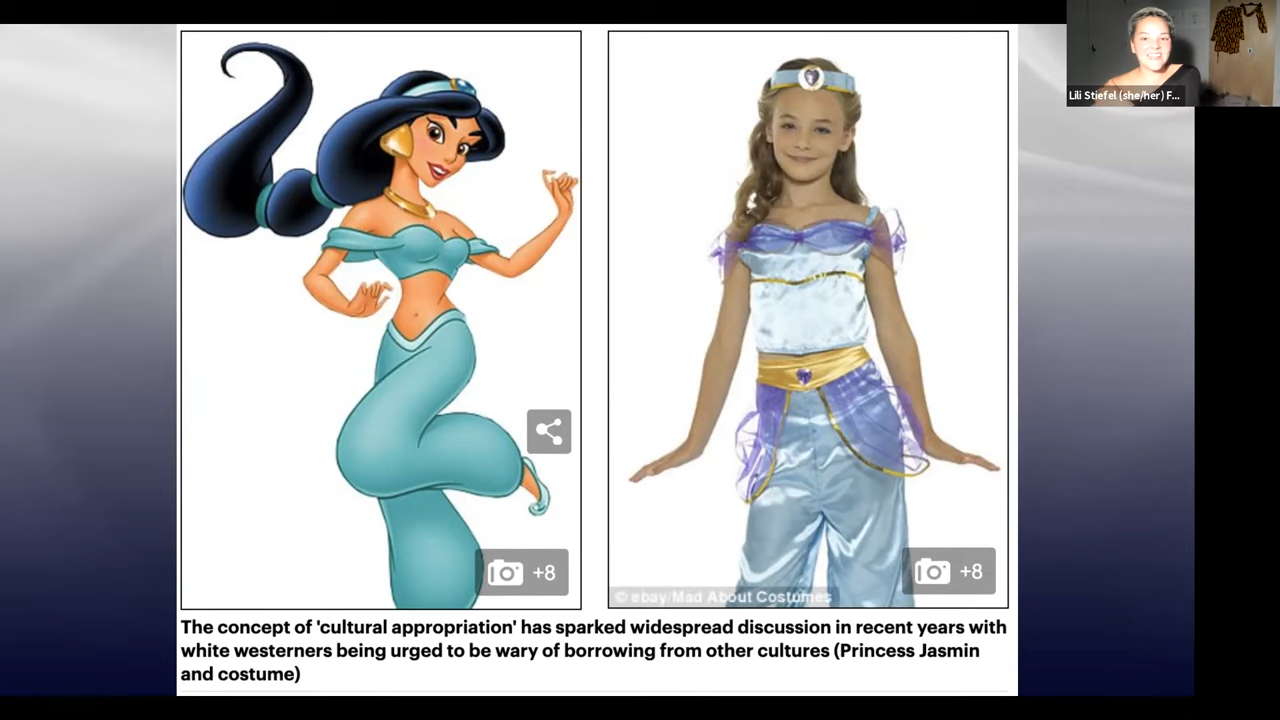 Lili Stiefel (she/her) F...
+8
+8
© ebay/Mad About Costumes
The concept of 'cultural appropriation' has sparked widespread discussion in recent years with
white westerners being urged to be wary of borrowing from other cultures (Princess Jasmin
and costume)